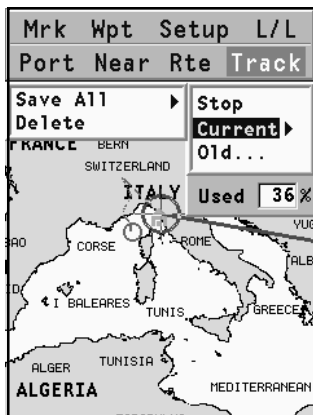 Mrk Wpt Setup L/L
Port Near Rte Track
Save All
Delete
Stop
Current
Old...
Used 36 %
FRANCE
BERN
SWITZERLAND
ITALY
CORSE
ROME
I BALEARES
TUNIS
GREECE
ALGER
TUNISIA
ALGERIA
MEDITERRANEAN